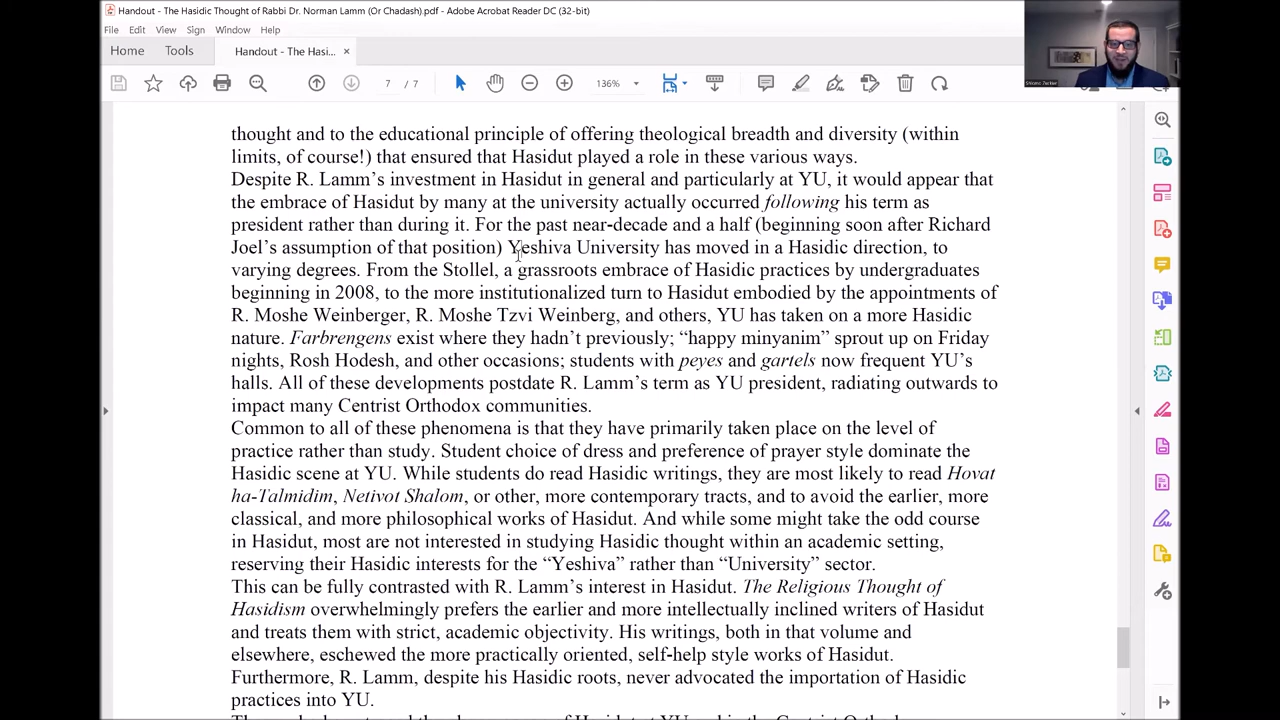 Handout - The Hasidic Thought of Rabbi Dr. Norman Lamm (Or Chadash).pdf - Adobe Acrobat Reader DC (32-bit)
File Edit View Sign Window Help
Home Tools Handout - The Hasi... ×
7 / 7 136%
thought and to the educational principle of offering theological breadth and diversity (within
limits, of course!) that ensured that Hasidut played a role in these various ways.
Despite R. Lamm's investment in Hasidut in general and particularly at YU, it would appear that
the embrace of Hasidut by many at the university actually occurred following his term as
president rather than during it. For the past near-decade and a half (beginning soon after Richard
Joel's assumption of that position) Yeshiva University has moved in a Hasidic direction, to
varying degrees. From the Stollel, a grassroots embrace of Hasidic practices by undergraduates
beginning in 2008, to the more institutionalized turn to Hasidut embodied by the appointments of
R. Moshe Weinberger, R. Moshe Tzvi Weinberg, and others, YU has taken on a more Hasidic
nature. Farbrengens exist where they hadn't previously; “happy minyanim” sprout up on Friday
nights, Rosh Hodesh, and other occasions; students with peyes and gartels now frequent YU's
halls. All of these developments postdate R. Lamm's term as YU president, radiating outwards to
impact many Centrist Orthodox communities.
Common to all of these phenomena is that they have primarily taken place on the level of
practice rather than study. Student choice of dress and preference of prayer style dominate the
Hasidic scene at YU. While students do read Hasidic writings, they are most likely to read Hovat
ha-Talmidim, Netivot Shalom, or other, more contemporary tracts, and to avoid the earlier, more
classical, and more philosophical works of Hasidut. And while some might take the odd course
in Hasidut, most are not interested in studying Hasidic thought within an academic setting,
reserving their Hasidic interests for the “Yeshiva” rather than “University” sector.
This can be fully contrasted with R. Lamm's interest in Hasidut. The Religious Thought of
Hasidism overwhelmingly prefers the earlier and more intellectually inclined writers of Hasidut
and treats them with strict, academic objectivity. His writings, both in that volume and
elsewhere, eschewed the more practically oriented, self-help style works of Hasidut.
Furthermore, R. Lamm, despite his Hasidic roots, never advocated the importation of Hasidic
practices into YU.